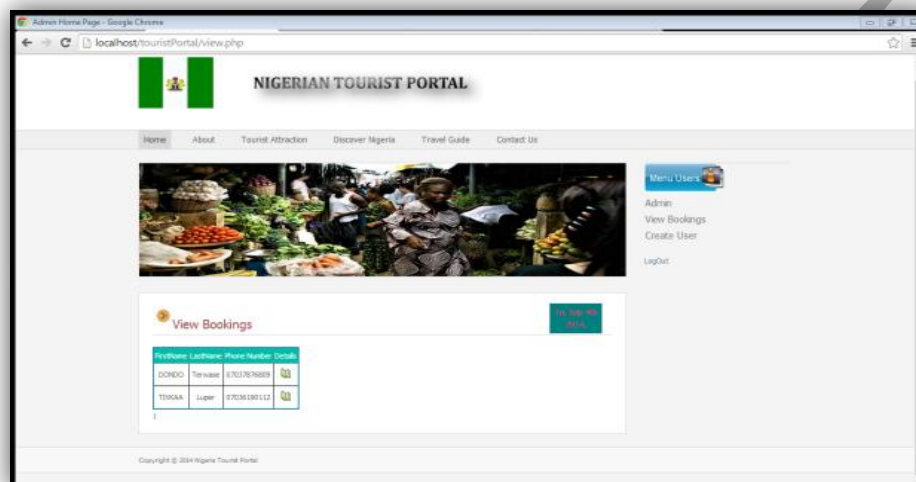 Admin Home Page - Google Chrome
localhost/touristPortal/view.php
NIGERIAN TOURIST PORTAL
Home About Tourist Attraction Discover Nigeria Travel Guide Contact Us
Menu Users
Admin
View Bookings
Create User
LogOut
View Bookings
2014.
FirstName LastName Phone Number Details
DONDO Terwase 07037876809
Luper 07036180112
Copyright © 2014 Nigeria Tourist Portal